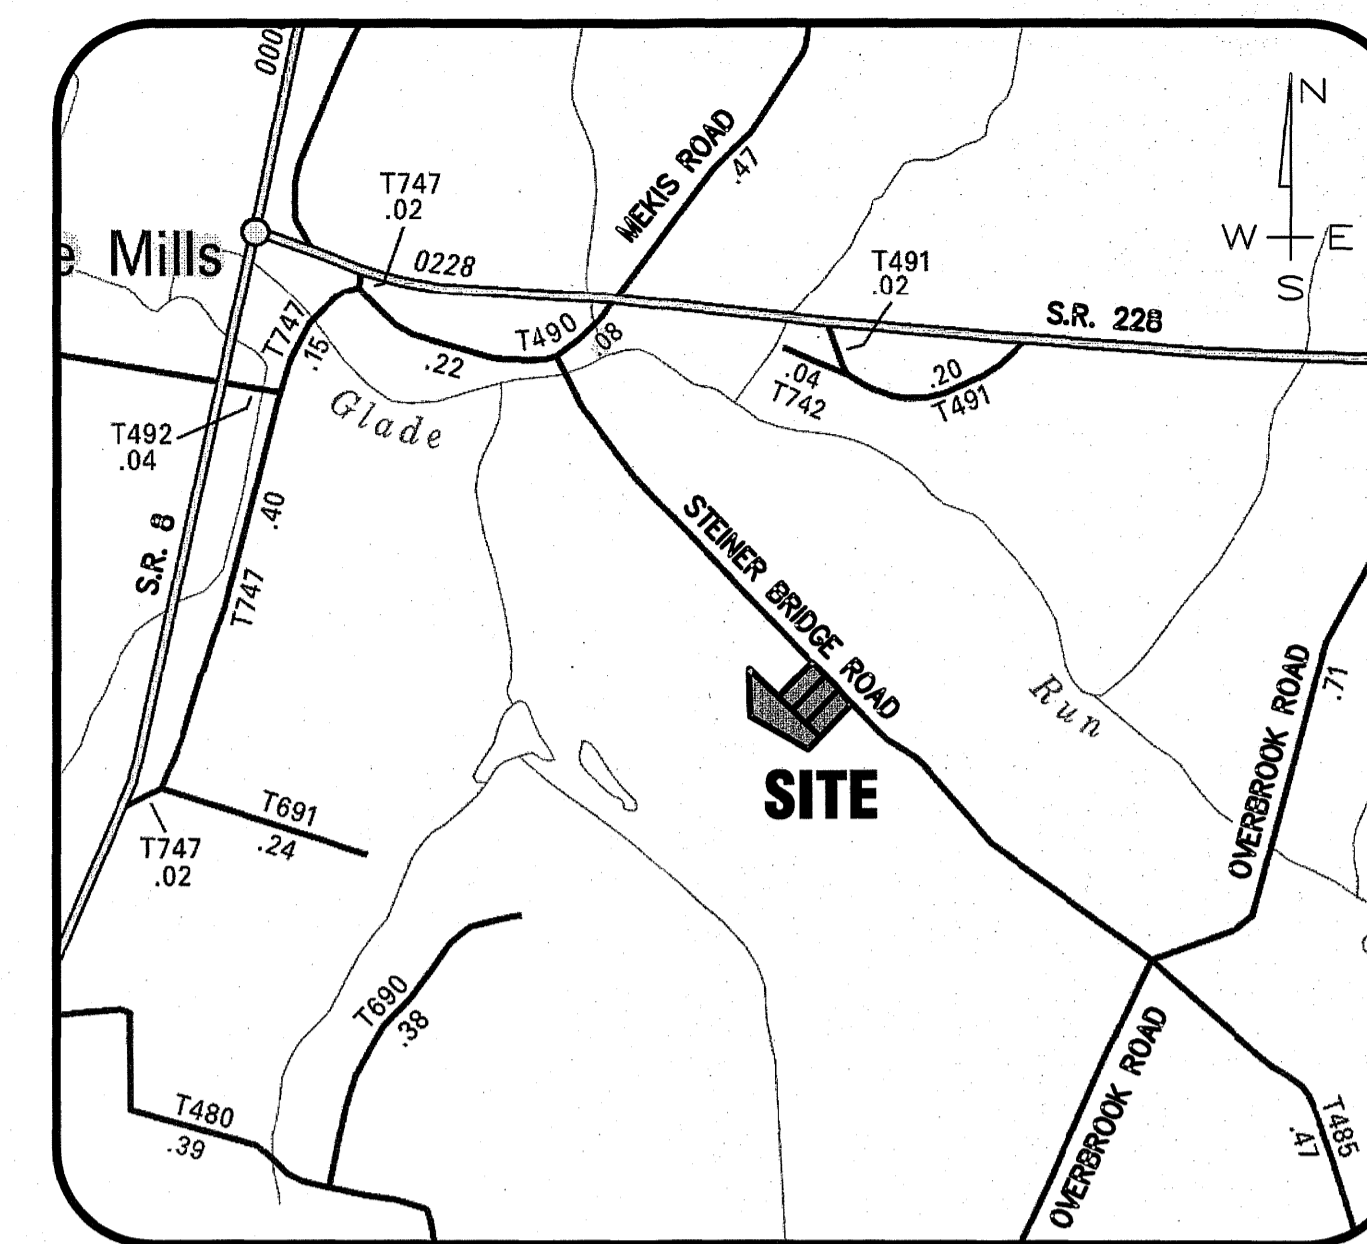 000
N
W E
S
MEKIS ROAD
.47
T747
.02
e Mills
0228
T491
.02
S.R. 228
T747
.15
T490
.08
.22
.04
T742
.20
T491
Glade
T492
.04
.40
S.R. 8
T747
STEINER BRIDGE ROAD
Run
OVERBROOK ROAD
.71
SITE
T691
.24
T747
.02
T690
.38
OVERBROOK ROAD
T480
.39
T485
.47